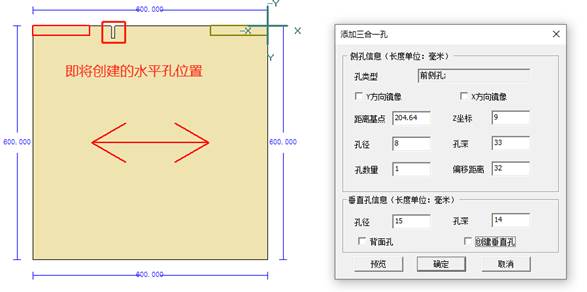 600.000
-Y
-X
X
Y
即将创建的水平孔位置
600.000
600.000
600.000
添加三合一孔
侧孔信息（长度单位：毫米）
孔类型
前侧孔;
Y方向镜像
X方向镜像
距离基点 204.64 Z坐标 9
孔径 8 孔深 33
孔数量 1 偏移距离 32
垂直孔信息（长度单位：毫米）
孔径 15 孔深 14
背面孔 创建垂直孔
预览 确定 取消